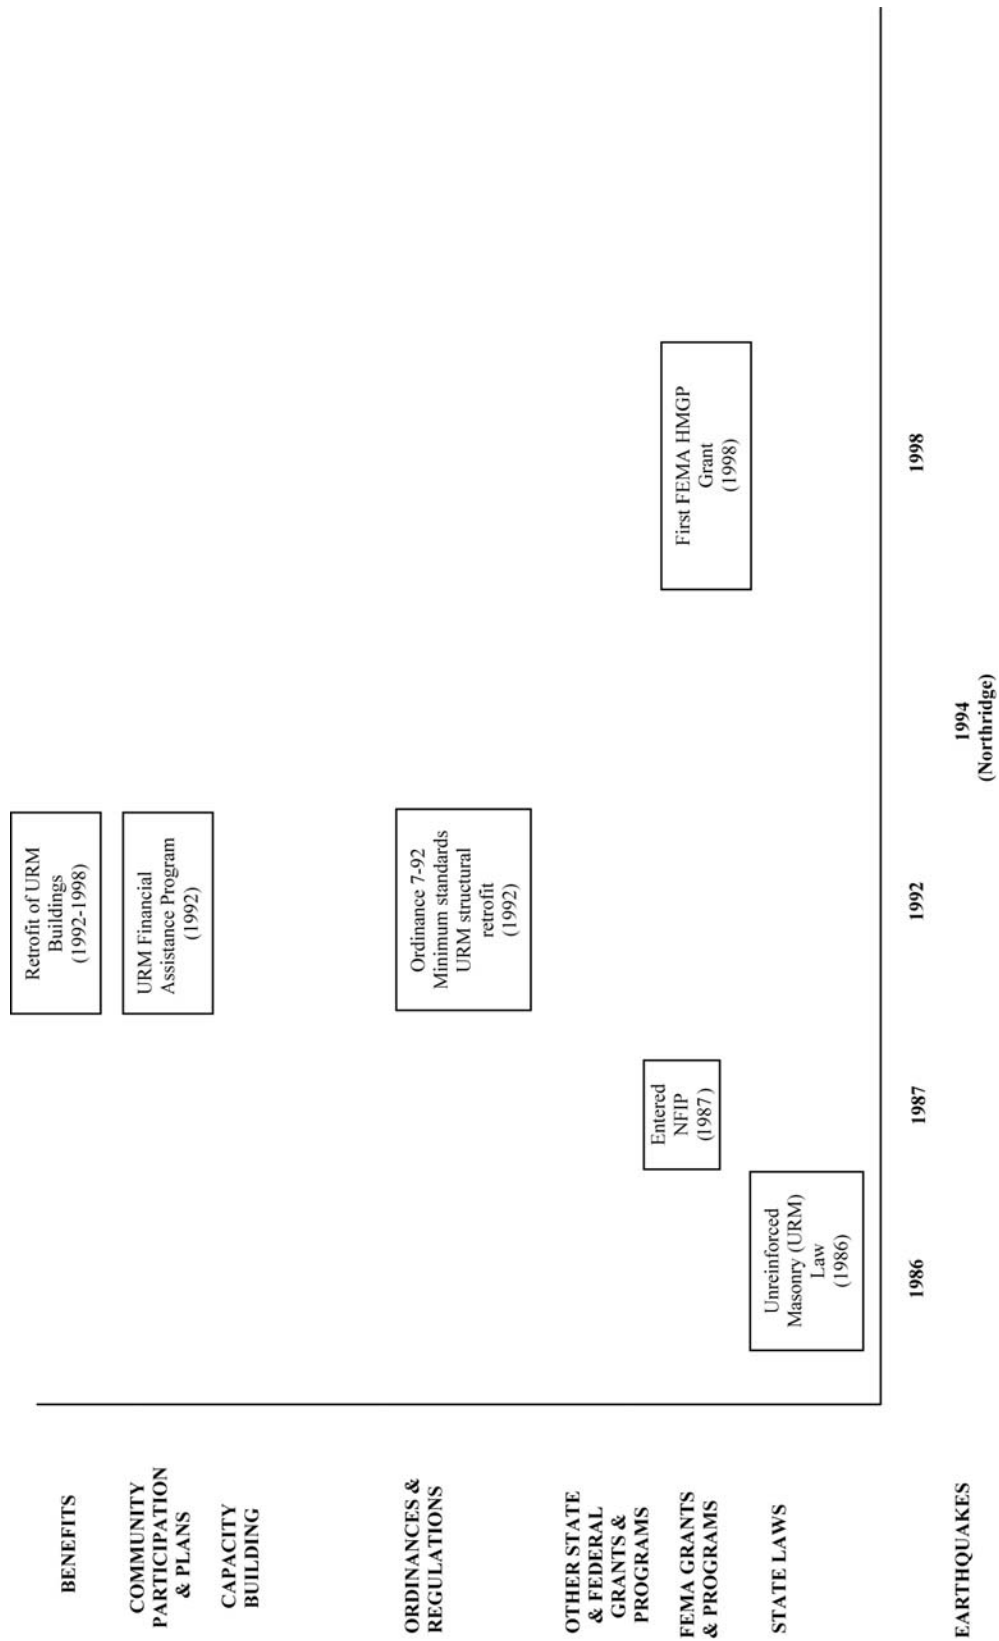 BENEFITS
Retrofit of URM
Buildings
(1992-1998)
COMMUNITY
PARTICIPATION
& PLANS
URM Financial
Assistance Program
(1992)
CAPACITY
BUILDING
ORDINANCES &
REGULATIONS
Ordinance 7-92
Minimum standards
URM structural
retrofit
(1992)
OTHER STATE
& FEDERAL
GRANTS &
PROGRAMS
FEMA GRANTS
& PROGRAMS
Entered
NFIP
(1987)
First FEMA HMGP
Grant
(1998)
STATE LAWS
Unreinforced
Masonry (URM)
Law
(1986)
1986
1987
1992
1998
EARTHQUAKES
1994
(Northridge)